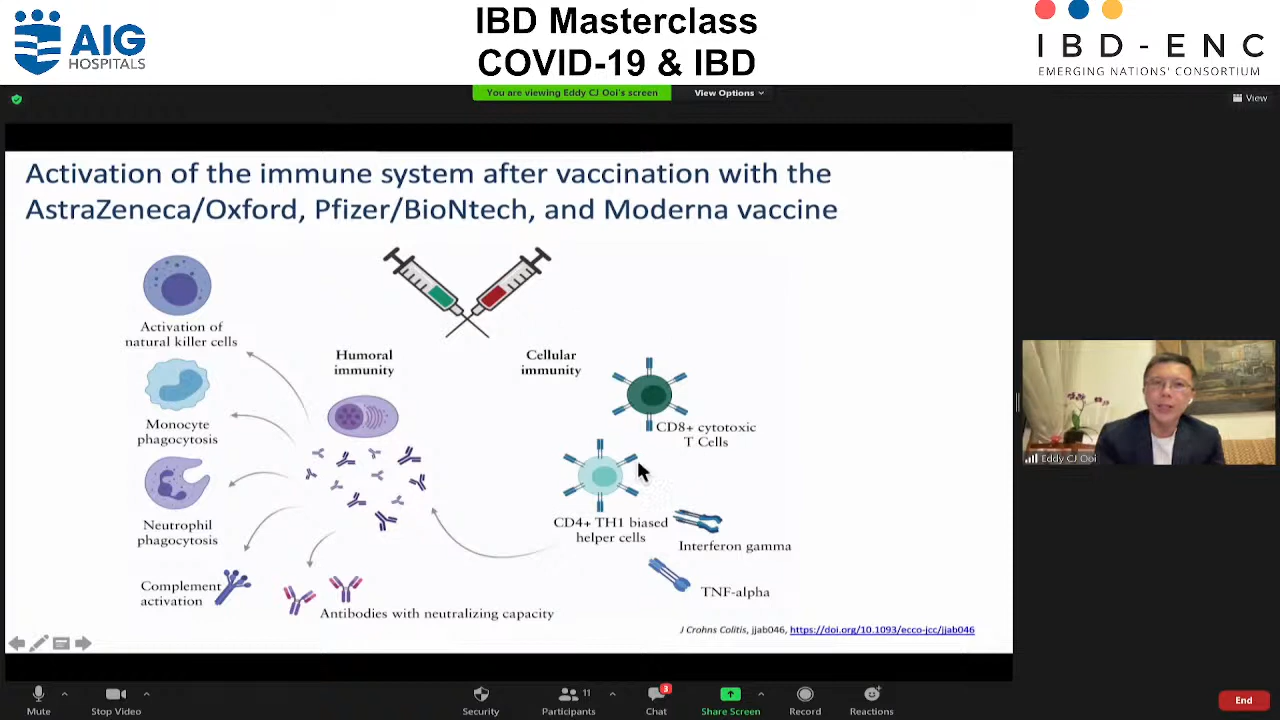 AIG
HOSPITALS
IBD Masterclass
COVID-19 & IBD
IBD-ENC
EMERGING NATIONS' CONSORTIUM
You are viewing Eddy CJ Ooi's screen
View Options
View
Activation of the immune system after vaccination with the
AstraZeneca/Oxford, Pfizer/BioNtech, and Moderna vaccine
Activation of
natural killer cells
Monocyte
phagocytosis
Neutrophil
phagocytosis
Complement
activation
Humoral
immunity
Antibodies with neutralizing capacity
Cellular
immunity
CD8+ cytotoxic
T Cells
CD4+ TH1 biased
helper cells
Interferon gamma
TNF-alpha
J Crohns Colitis, jjab046, https://doi.org/10.1093/ecco-jcc/jjab046
Eddy CJ Ooi
Mute
Stop Video
Security
11
Participants
3
Chat
Share Screen
Record
Reactions
End